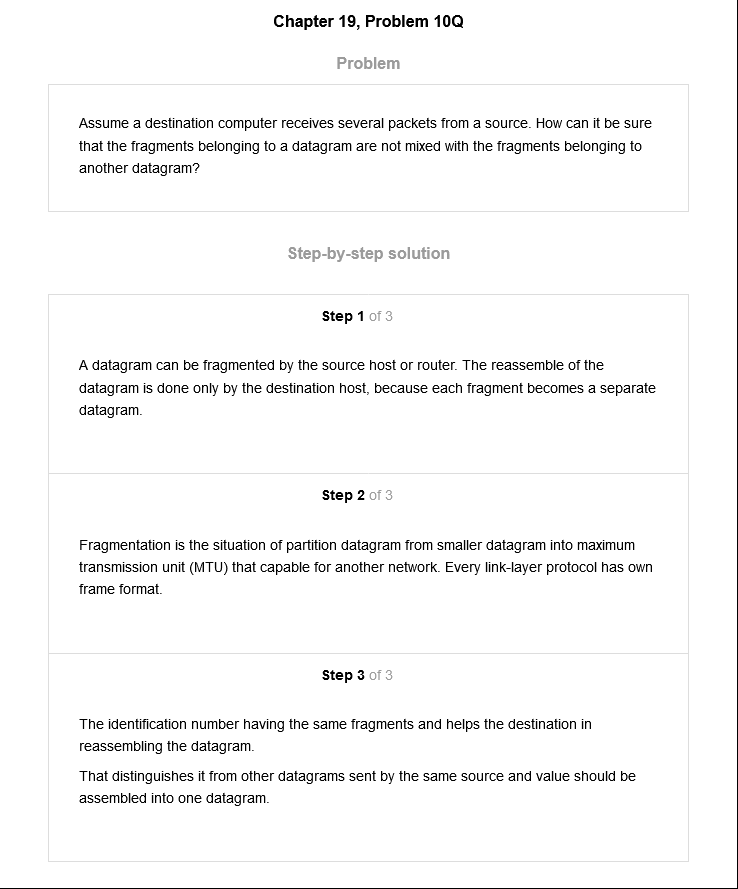 Chapter 19, Problem 10Q
Problem
Assume a destination computer receives several packets from a source. How can it be sure
that the fragments belonging to a datagram are not mixed with the fragments belonging to
another datagram?
Step-by-step solution
Step 1 of 3
A datagram can be fragmented by the source host or router. The reassemble of the
datagram is done only by the destination host, because each fragment becomes a separate
datagram.
Step 2 of 3
Fragmentation is the situation of partition datagram from smaller datagram into maximum
transmission unit (MTU) that capable for another network. Every link-layer protocol has own
frame format.
Step 3 of 3
The identification number having the same fragments and helps the destination in
reassembling the datagram.
That distinguishes it from other datagrams sent by the same source and value should be
assembled into one datagram.